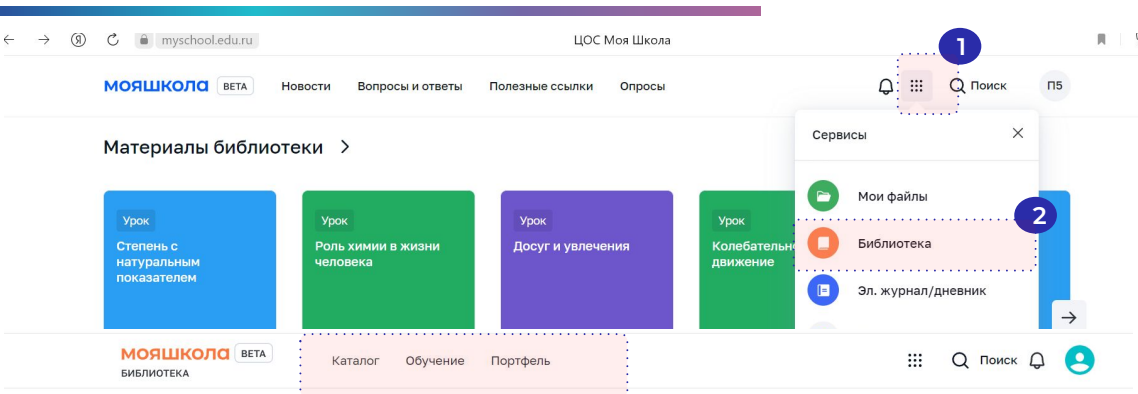 myschool.edu.ru
ЦОС Моя Школа
1
МОЯШКОЛА BETA Новости Вопросы и ответы Полезные ссылки Опросы Поиск П5
Материалы библиотеки
Сервисы
Урок
Степень с
натуральным
показателем
Урок
Роль химии в жизни
человека
Урок
Досуг и увлечения
Урок
Колебательн
движение
Мои файлы
2
Библиотека
Эл. журнал/дневник
МОЯШКОЛА BETA
БИБЛИОТЕКА
Каталог Обучение Портфель
Поиск